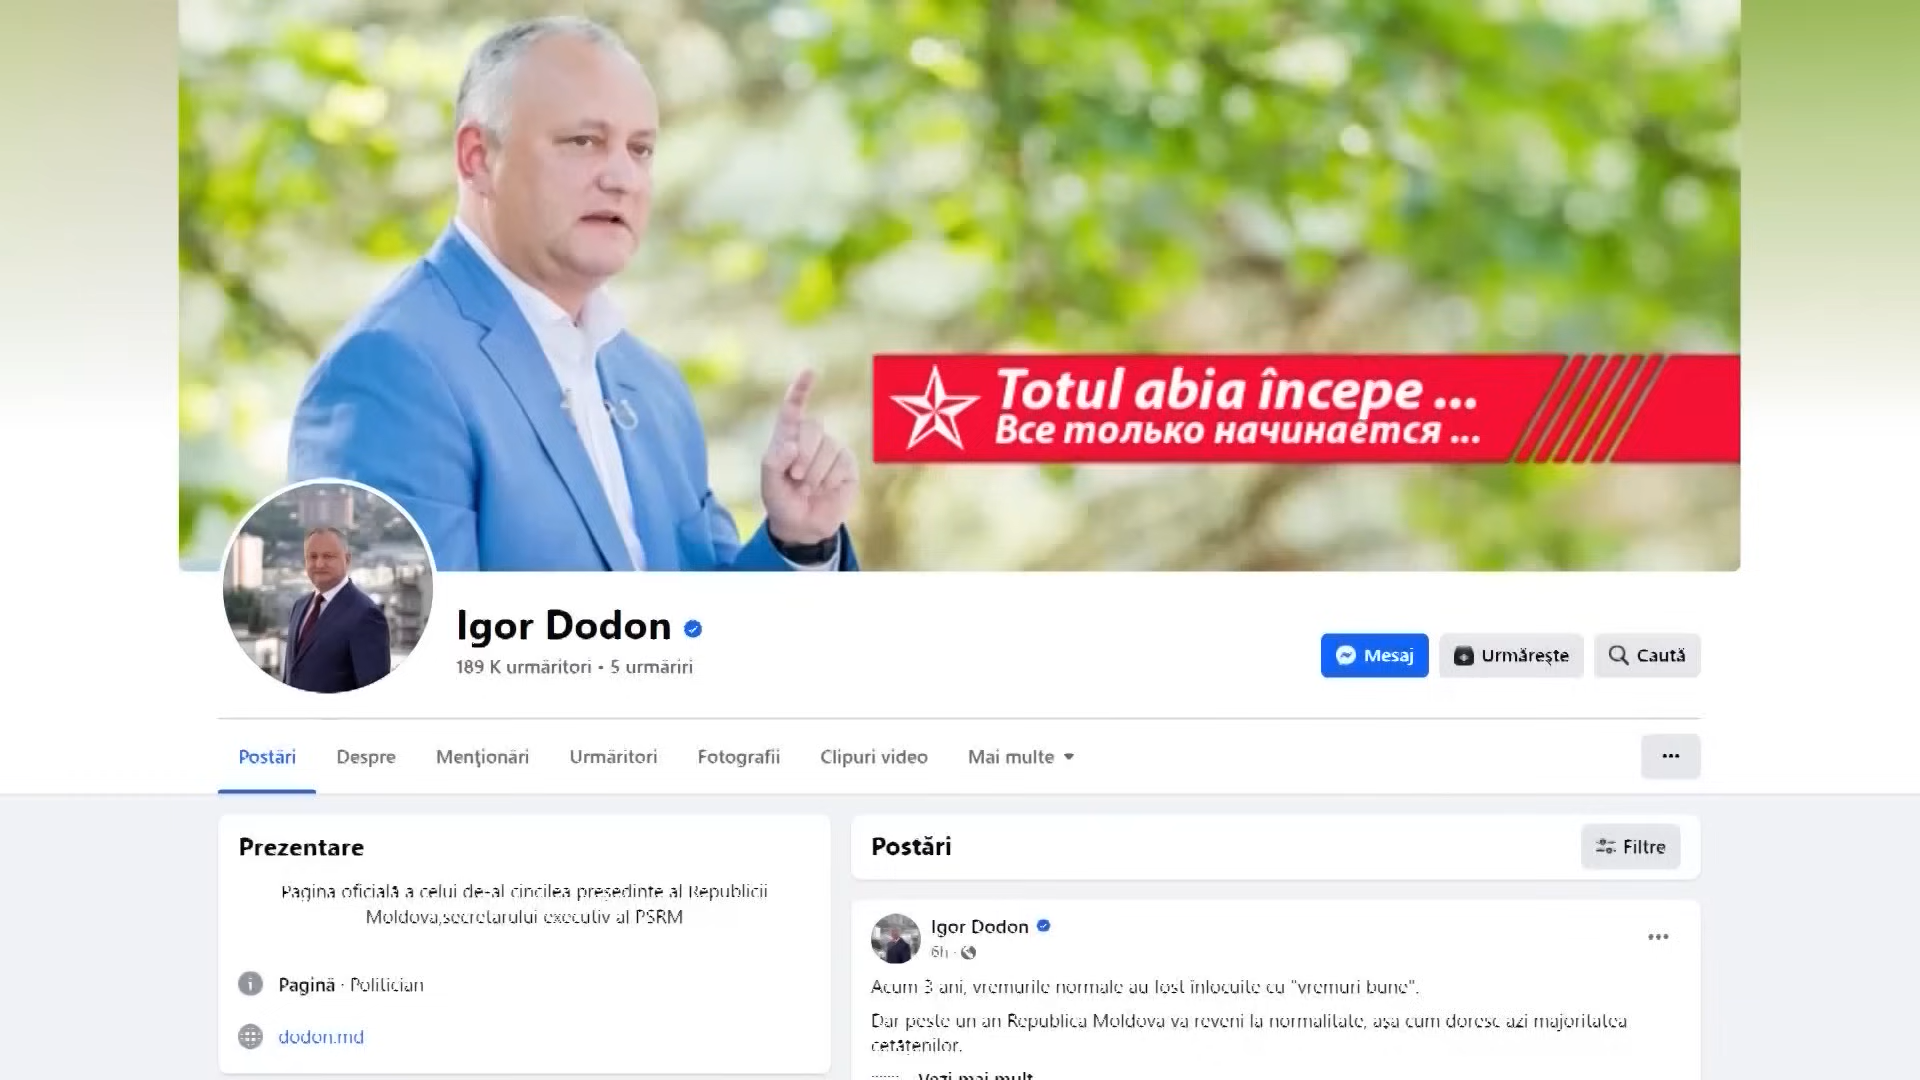 Totul abia începe ...
Все только начинается ...
Igor Dodon
189 K urmăritori • 5 urmăriri
Mesaj
Urmărește
Caută
Postări
Despre
Menționări
Urmăritori
Fotografii
Clipuri video
Mai multe
Prezentare
Pagina oficială a celui de-al cincilea președinte al Republicii
Moldova,secretarului executiv al PSRM
Pagină · Politician
dodon.md
Postări
Filtre
Igor Dodon
6h ·
Acum 3 ani, vremurile normale au fost înlocuite cu "vremuri bune".
Dar peste un an Republica Moldova va reveni la normalitate, așa cum doresc azi majoritatea
cetățenilor.
Vezi mai mult